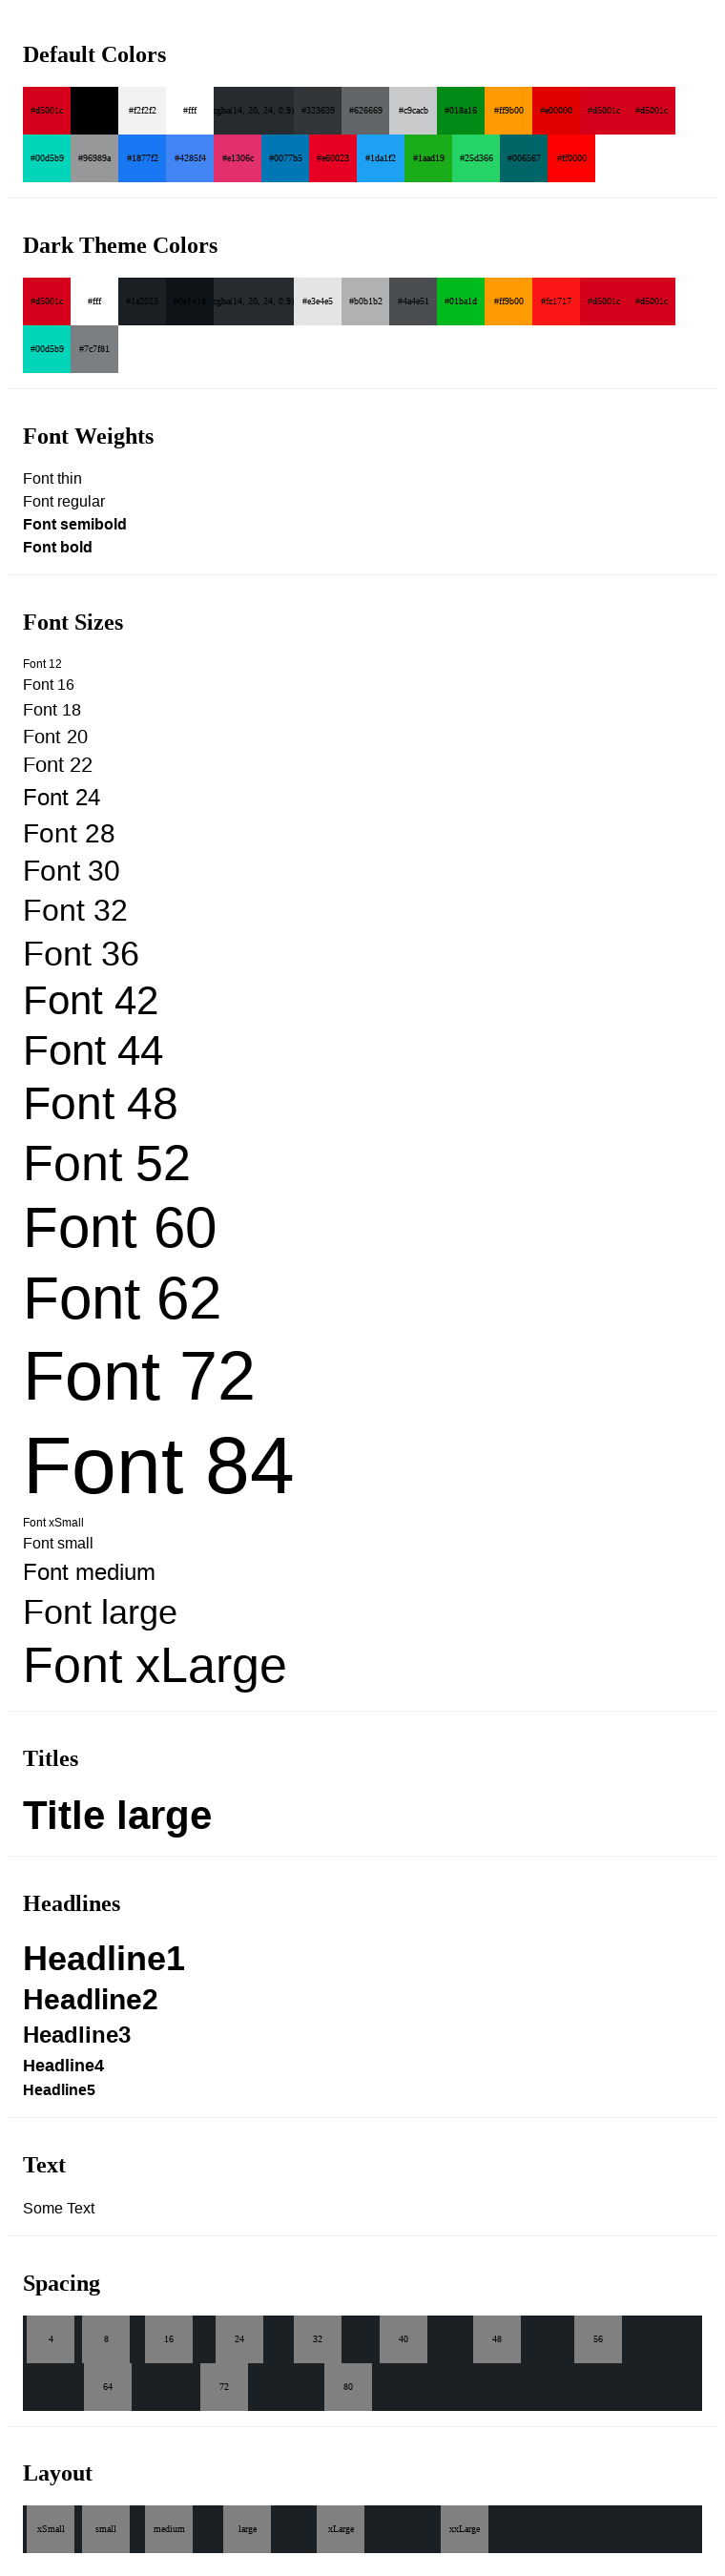 Default Colors
#d5001c #f2f2f2 #fff rgba(14, 20, 24, 0.9) #323639 #626669 #c9cacb #018a16 #ff9b00 #e00000 #d5001c #d5001c
#00d5b9 #96989a #1877f2 #4285f4 #e1306c #0077b5 #e60023 #1da1f2 #1aad19 #25d366 #006567 #ff0000
Dark Theme Colors
#d5001c #fff #1a2023 #0e1418 rgba(14, 20, 24, 0.9) #e3e4e5 #b0b1b2 #4a4e51 #01ba1d #ff9b00 #fc1717 #d5001c #d5001c
#00d5b9 #7c7f81
Font Weights
Font thin
Font regular
Font semibold
Font bold
Font Sizes
Font 12
Font 16
Font 18
Font 20
Font 22
Font 24
Font 28
Font 30
Font 32
Font 36
Font 42
Font 44
Font 48
Font 52
Font 60
Font 62
Font 72
Font 84
Font xSmall
Font small
Font medium
Font large
Font xLarge
Titles
Title large
Headlines
Headline1
Headline2
Headline3
Headline4
Headline5
Text
Some Text
Spacing
4 8 16 24 32 40 48 56
64 72 80
Layout
xSmall small medium large xLarge xxLarge